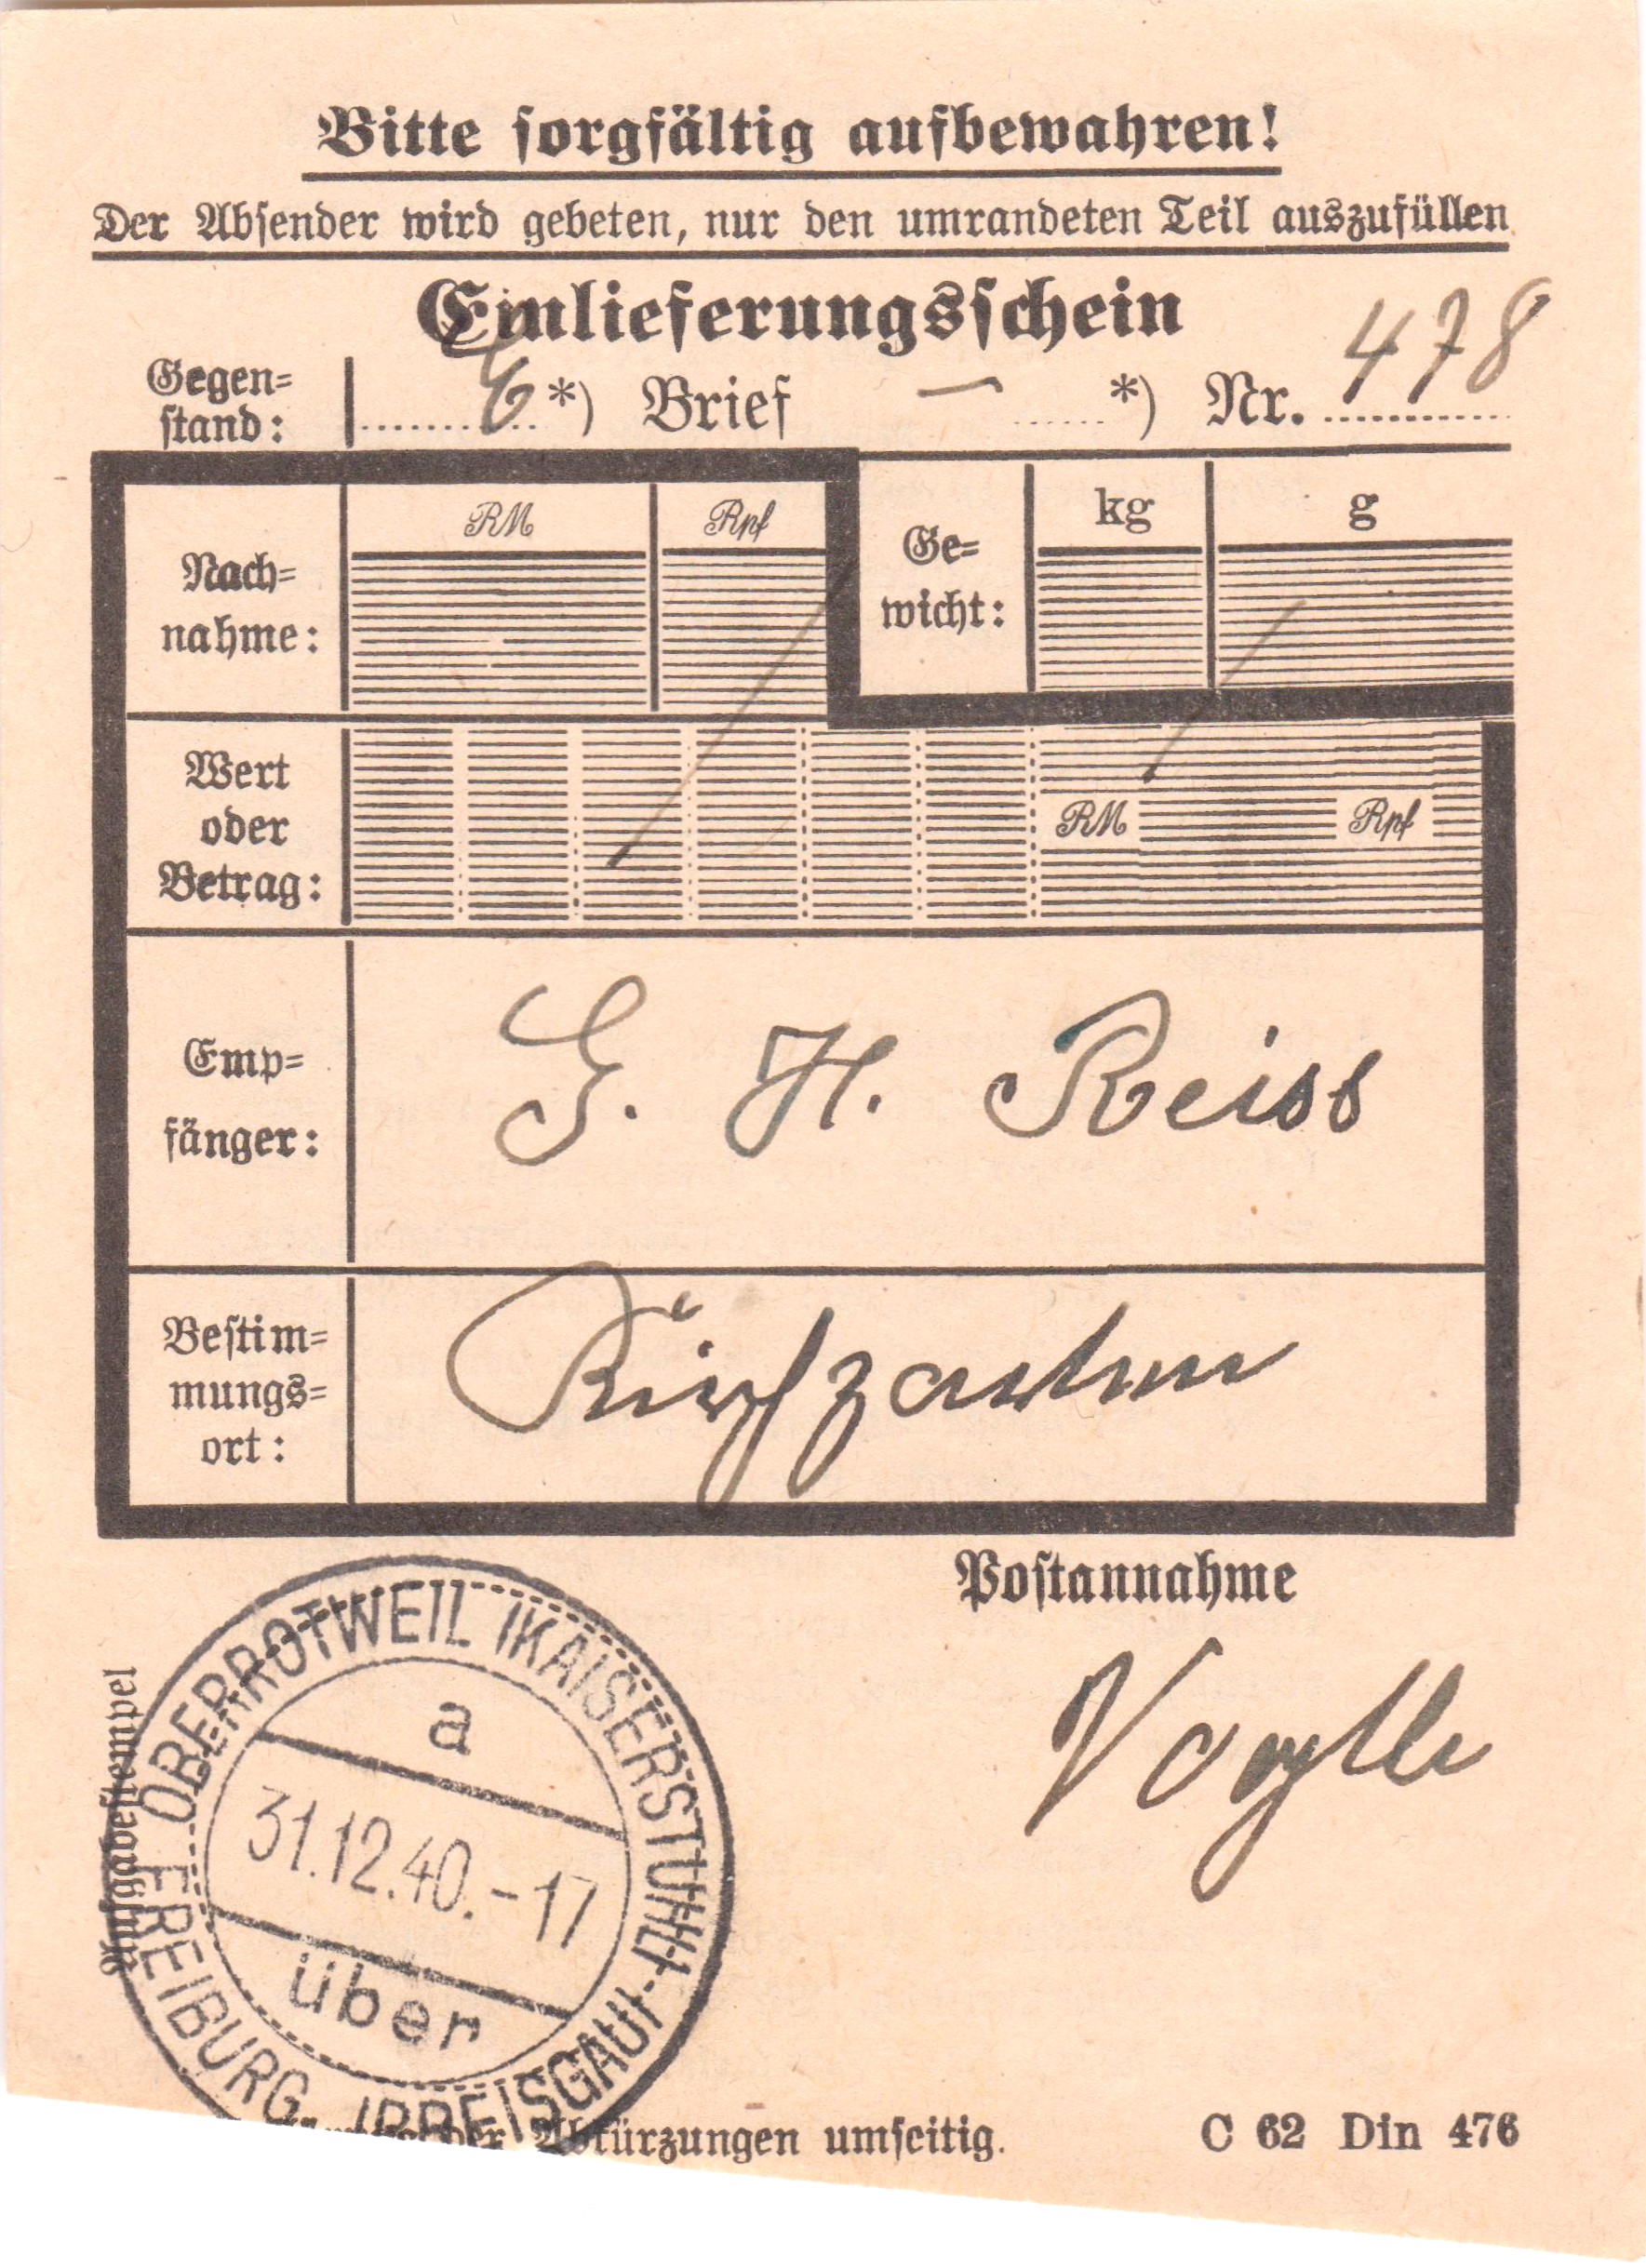 Bitte sorgfältig aufbewahren!
Der Absender wird gebeten, nur den umrandeten Teil auszufüllen
Einlieferungsschein
Gegen=
stand: *) Brief — *) Nr. 478
Nach=
nahme:
RM Rpf
Ge=
wicht:
kg g
Wert
oder
Betrag:
RM Rpf
Emp=
fänger:
G. H. Reiss
Bestim=
mungs=
ort:
Kirchzarten
Postannahme
Aufgabestempel
OBERROTWEIL (KAISERSTUHL)
a
31.12.40.-17
über
FREIBURG (BREISGAU)
der Abkürzungen umseitig.
C 62 Din 476